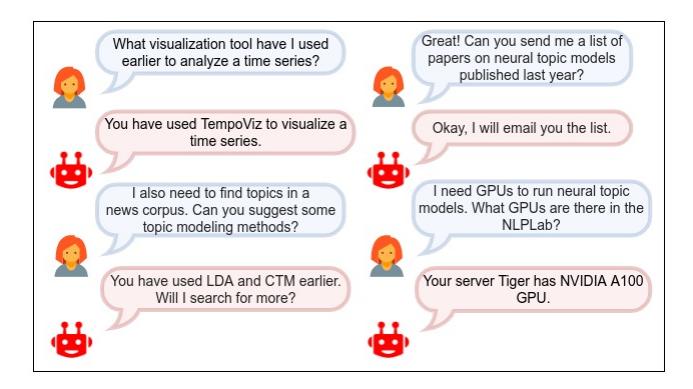 What visualization tool have I used
earlier to analyze a time series?
You have used TempoViz to visualize a
time series.
I also need to find topics in a
news corpus. Can you suggest some
topic modeling methods?
You have used LDA and CTM earlier.
Will I search for more?
Great! Can you send me a list of
papers on neural topic models
published last year?
Okay, I will email you the list.
I need GPUs to run neural topic
models. What GPUs are there in the
NLPLab?
Your server Tiger has NVIDIA A100
GPU.